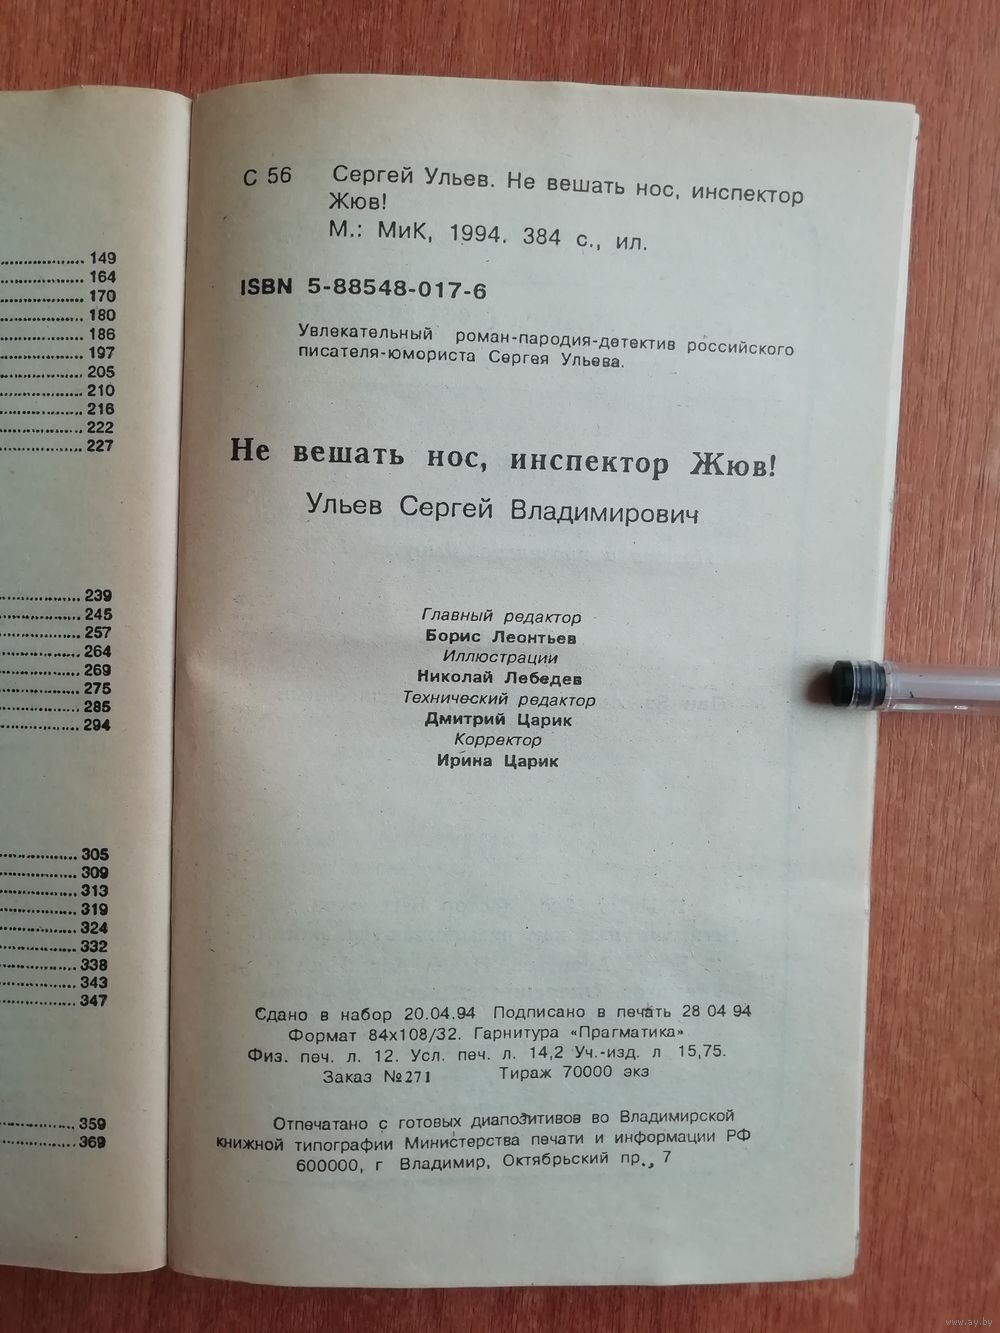 149
164
170
180
186
197
205
210
216
222
227
239
245
257
264
269
275
285
294
305
309
313
319
324
332
338
343
347
359
369
С 56 Сергей Ульев. Не вешать нос, инспектор
Жюв!
М.: МиК, 1994. 384 с., ил.
ISBN 5-88548-017-6
Увлекательный роман-пародия-детектив российского
писателя-юмориста Сергея Ульева.
Не вешать нос, инспектор Жюв!
Ульев Сергей Владимирович
Главный редактор
Борис Леонтьев
Иллюстрации
Николай Лебедев
Технический редактор
Дмитрий Царик
Корректор
Ирина Царик
Сдано в набор 20.04.94 Подписано в печать 28 04 94
Формат 84х108/32. Гарнитура «Прагматика»
Физ. печ. л. 12. Усл. печ. л. 14,2 Уч.-изд. л 15,75.
Заказ №271 Тираж 70000 экз
Отпечатано с готовых диапозитивов во Владимирской
книжной типографии Министерства печати и информации РФ
600000, г Владимир, Октябрьский пр., 7
www.ay.by